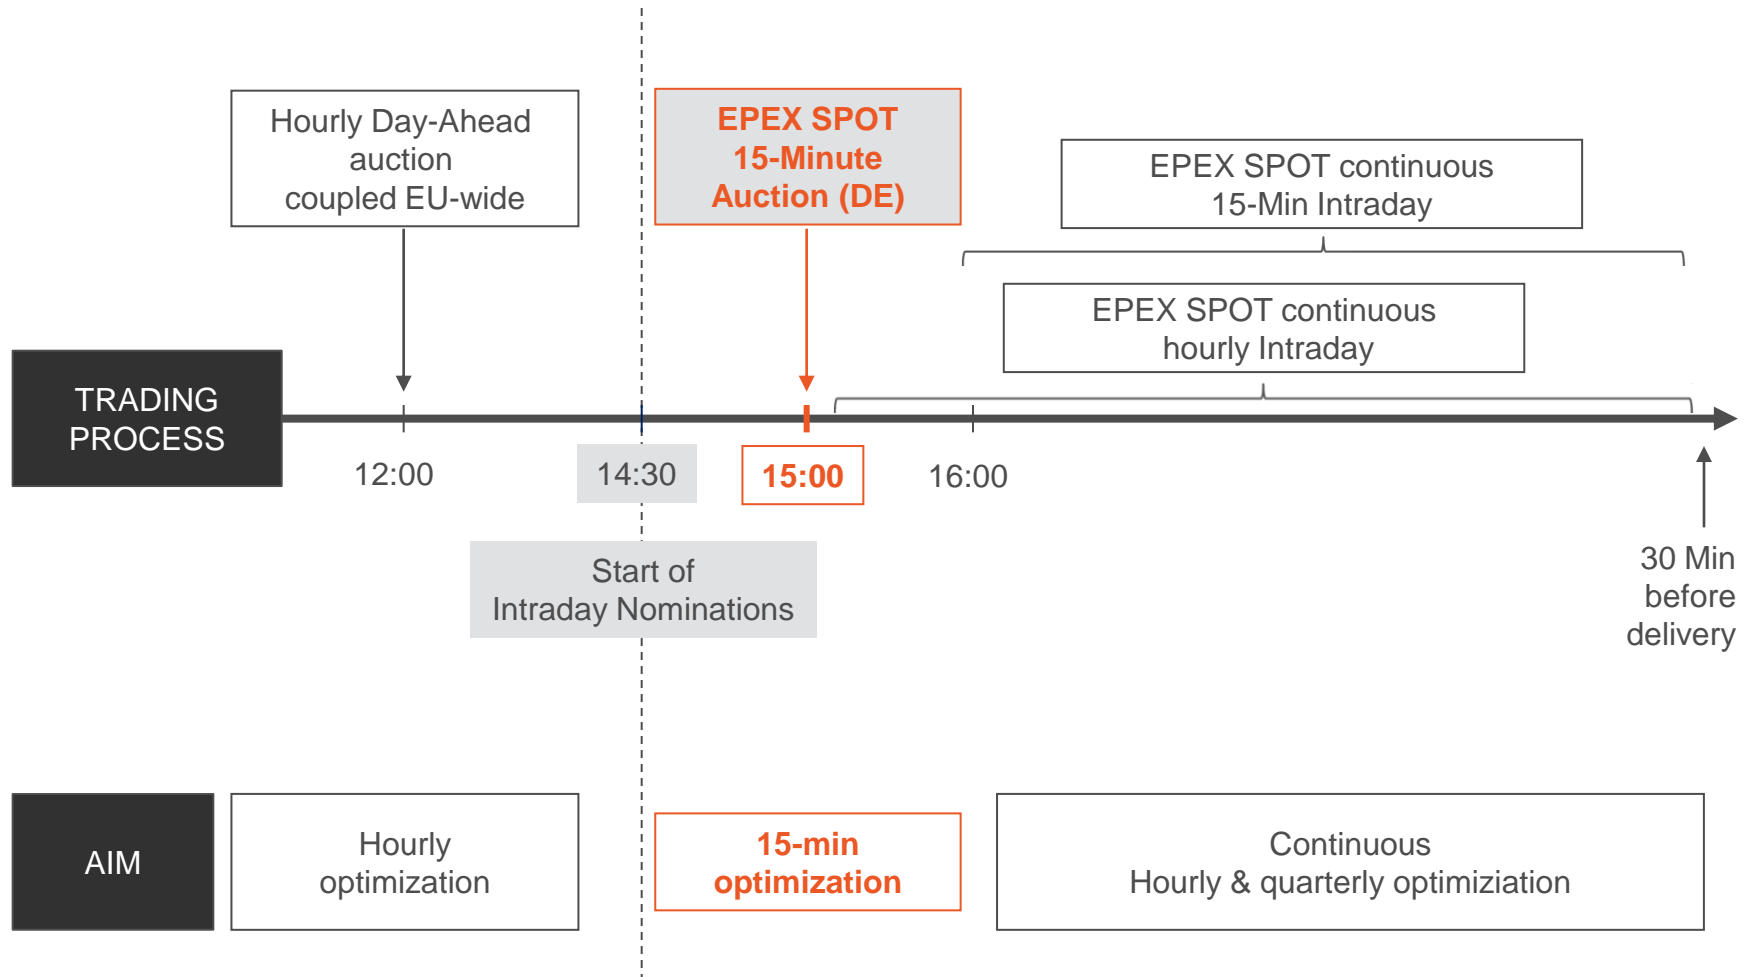 Hourly Day-Ahead
auction
coupled EU-wide
EPEX SPOT
15-Minute
Auction (DE)
EPEX SPOT continuous
15-Min Intraday
EPEX SPOT continuous
hourly Intraday
TRADING
PROCESS
12:00
14:30
15:00
16:00
Start of
Intraday Nominations
30 Min
before
delivery
AIM
Hourly
optimization
15-min
optimization
Continuous
Hourly & quarterly optimiziation